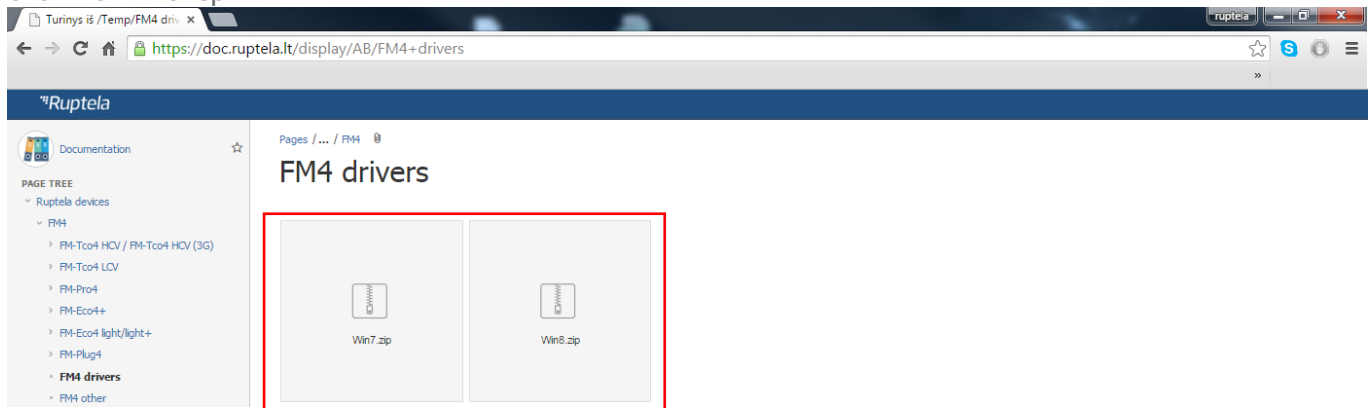 Turinys iš /Temp/FM4 driv
ruptela
https://doc.ruptela.lt/display/AB/FM4+drivers
»
Ruptela
Documentation
Pages / ... / FM4
FM4 drivers
PAGE TREE
Ruptela devices
FM4
FM-Tco4 HCV / FM-Tco4 HCV (3G)
FM-Tco4 LCV
FM-Pro4
FM-Eco4+
FM-Eco4 light/light+
FM-Plug4
FM4 drivers
FM4 other
Win7.zip
Win8.zip